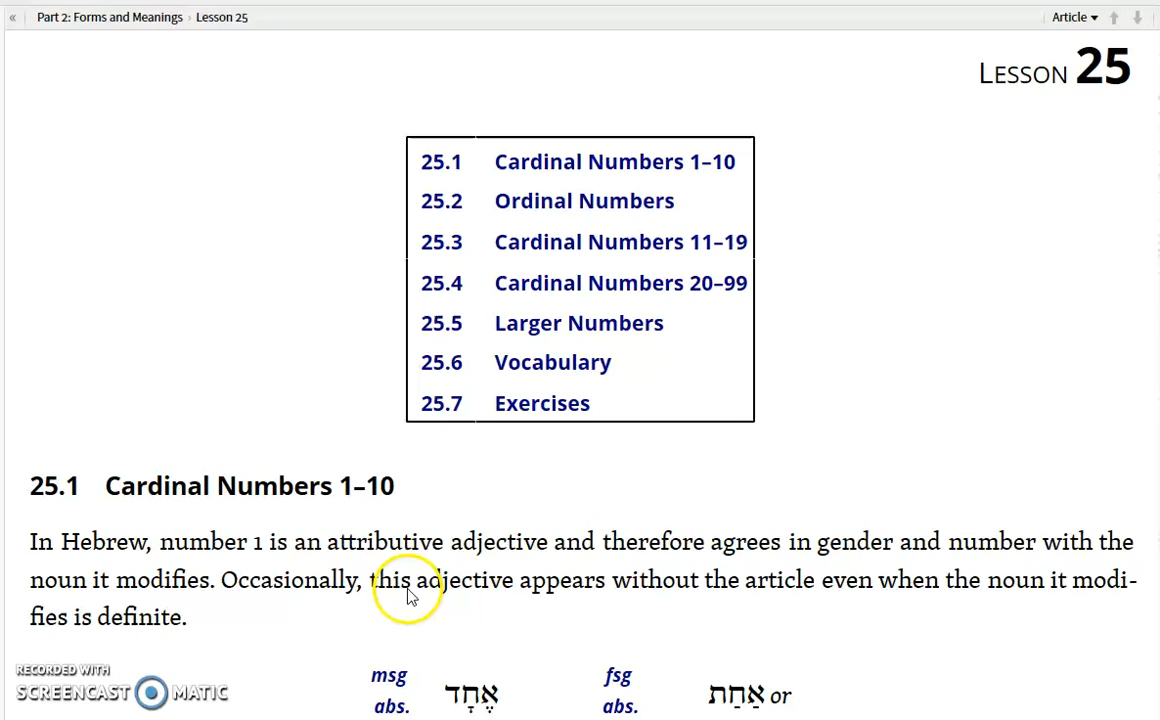 « Part 2: Forms and Meanings › Lesson 25 Article
LESSON 25
25.1 Cardinal Numbers 1–10
25.2 Ordinal Numbers
25.3 Cardinal Numbers 11–19
25.4 Cardinal Numbers 20–99
25.5 Larger Numbers
25.6 Vocabulary
25.7 Exercises
25.1 Cardinal Numbers 1–10
In Hebrew, number 1 is an attributive adjective and therefore agrees in gender and number with the
noun it modifies. Occasionally, this adjective appears without the article even when the noun it modi-
fies is definite.
RECORDED WITH
SCREENCAST MATIC
msg fsg
abs. אֶחָד abs. אַחַת or